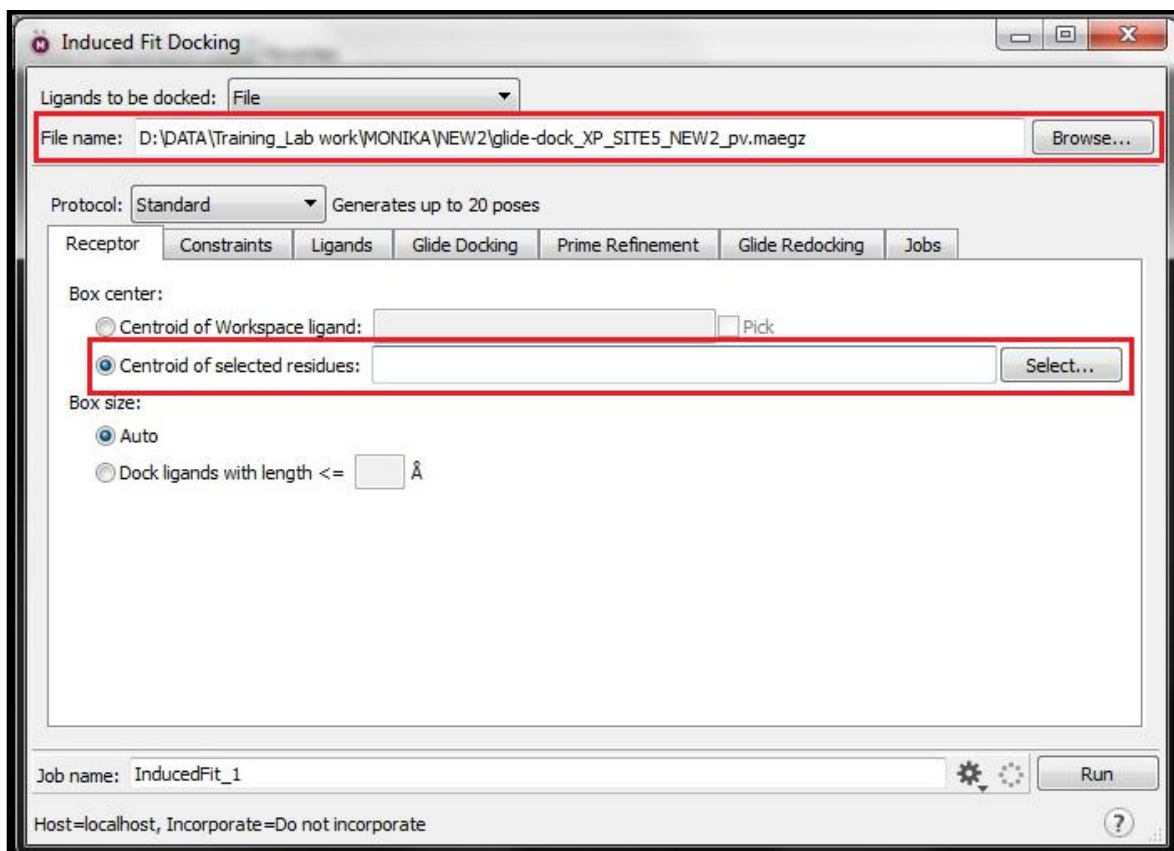 Induced Fit Docking
Ligands to be docked: File
File name: D:\DATA\Training_Lab work\MONIKA\NEW2\glide-dock_XP_SITE5_NEW2_pv.maegz Browse...
Protocol: Standard Generates up to 20 poses
Receptor Constraints Ligands Glide Docking Prime Refinement Glide Redocking Jobs
Box center:
Centroid of Workspace ligand: Pick
Centroid of selected residues: Select...
Box size:
Auto
Dock ligands with length <= Å
Job name: InducedFit_1 Run
Host=localhost, Incorporate=Do not incorporate ?